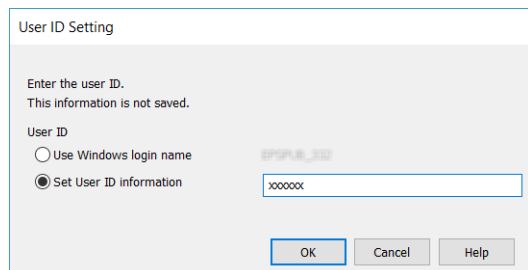 User ID Setting
Enter the user ID.
This information is not saved.
User ID
Use Windows login name
Set User ID information
xxxxxx
OK Cancel Help